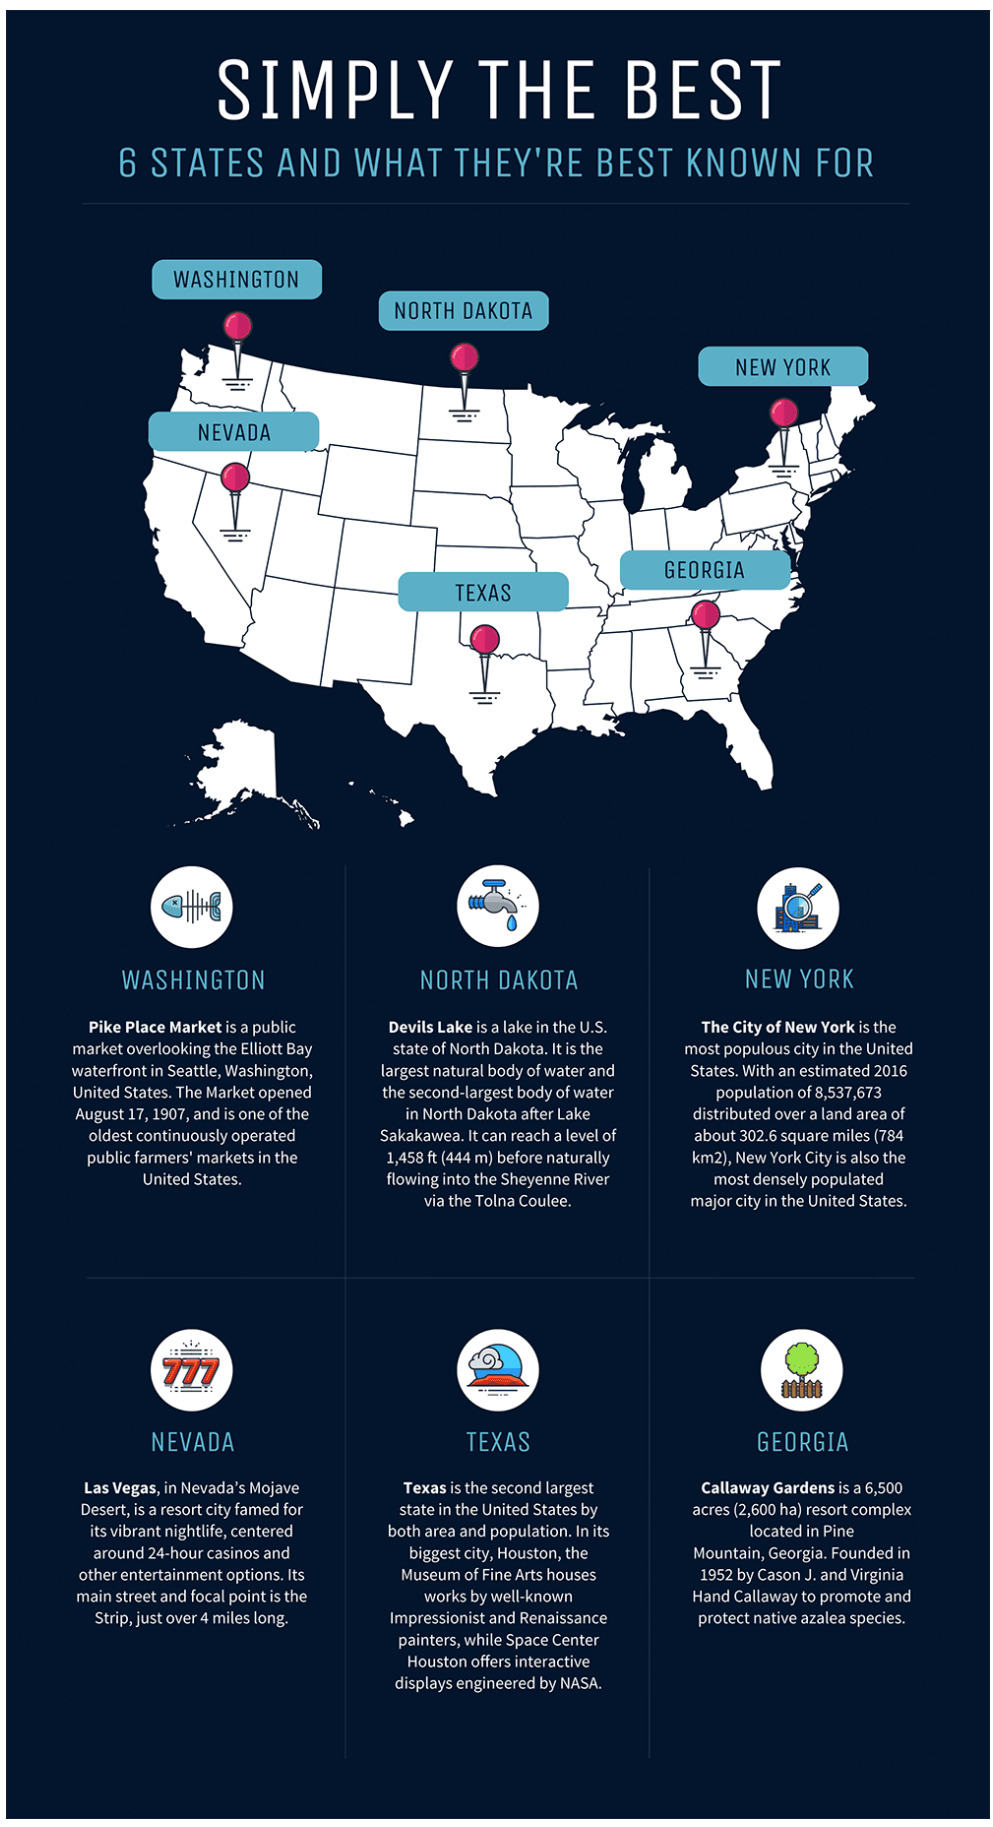 SIMPLY THE BEST
6 STATES AND WHAT THEY'RE BEST KNOWN FOR
WASHINGTON
NORTH DAKOTA
NEW YORK
NEVADA
GEORGIA
TEXAS
WASHINGTON
Pike Place Market is a public
market overlooking the Elliott Bay
waterfront in Seattle, Washington,
United States. The Market opened
August 17, 1907, and is one of the
oldest continuously operated
public farmers' markets in the
United States.
NORTH DAKOTA
Devils Lake is a lake in the U.S.
state of North Dakota. It is the
largest natural body of water and
the second-largest body of water
in North Dakota after Lake
Sakakawea. It can reach a level of
1,458 ft (444 m) before naturally
flowing into the Sheyenne River
via the Tolna Coulee.
NEW YORK
The City of New York is the
most populous city in the United
States. With an estimated 2016
population of 8,537,673
distributed over a land area of
about 302.6 square miles (784
km2), New York City is also the
most densely populated
major city in the United States.
777
NEVADA
Las Vegas, in Nevada’s Mojave
Desert, is a resort city famed for
its vibrant nightlife, centered
around 24-hour casinos and
other entertainment options. Its
main street and focal point is the
Strip, just over 4 miles long.
TEXAS
Texas is the second largest
state in the United States by
both area and population. In its
biggest city, Houston, the
Museum of Fine Arts houses
works by well-known
Impressionist and Renaissance
painters, while Space Center
Houston offers interactive
displays engineered by NASA.
GEORGIA
Callaway Gardens is a 6,500
acres (2,600 ha) resort complex
located in Pine
Mountain, Georgia. Founded in
1952 by Cason J. and Virginia
Hand Callaway to promote and
protect native azalea species.